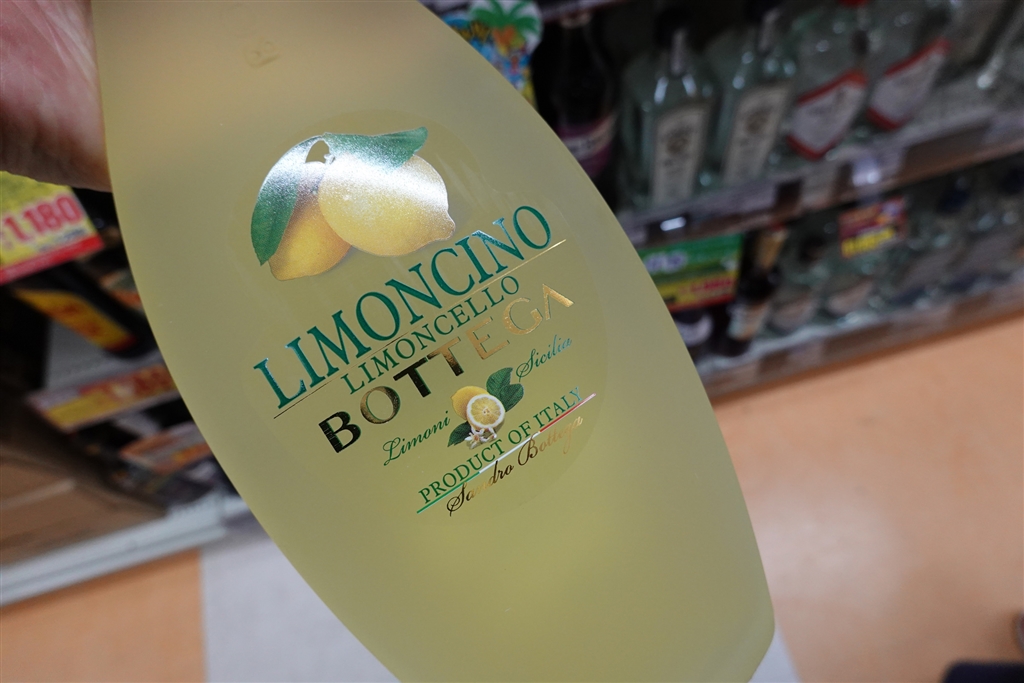 LIMONCINO
LIMONCELLO
BOTTEGA
Limoni Sicilia
PRODUCT OF ITALY
Sandro Bottega
1,180